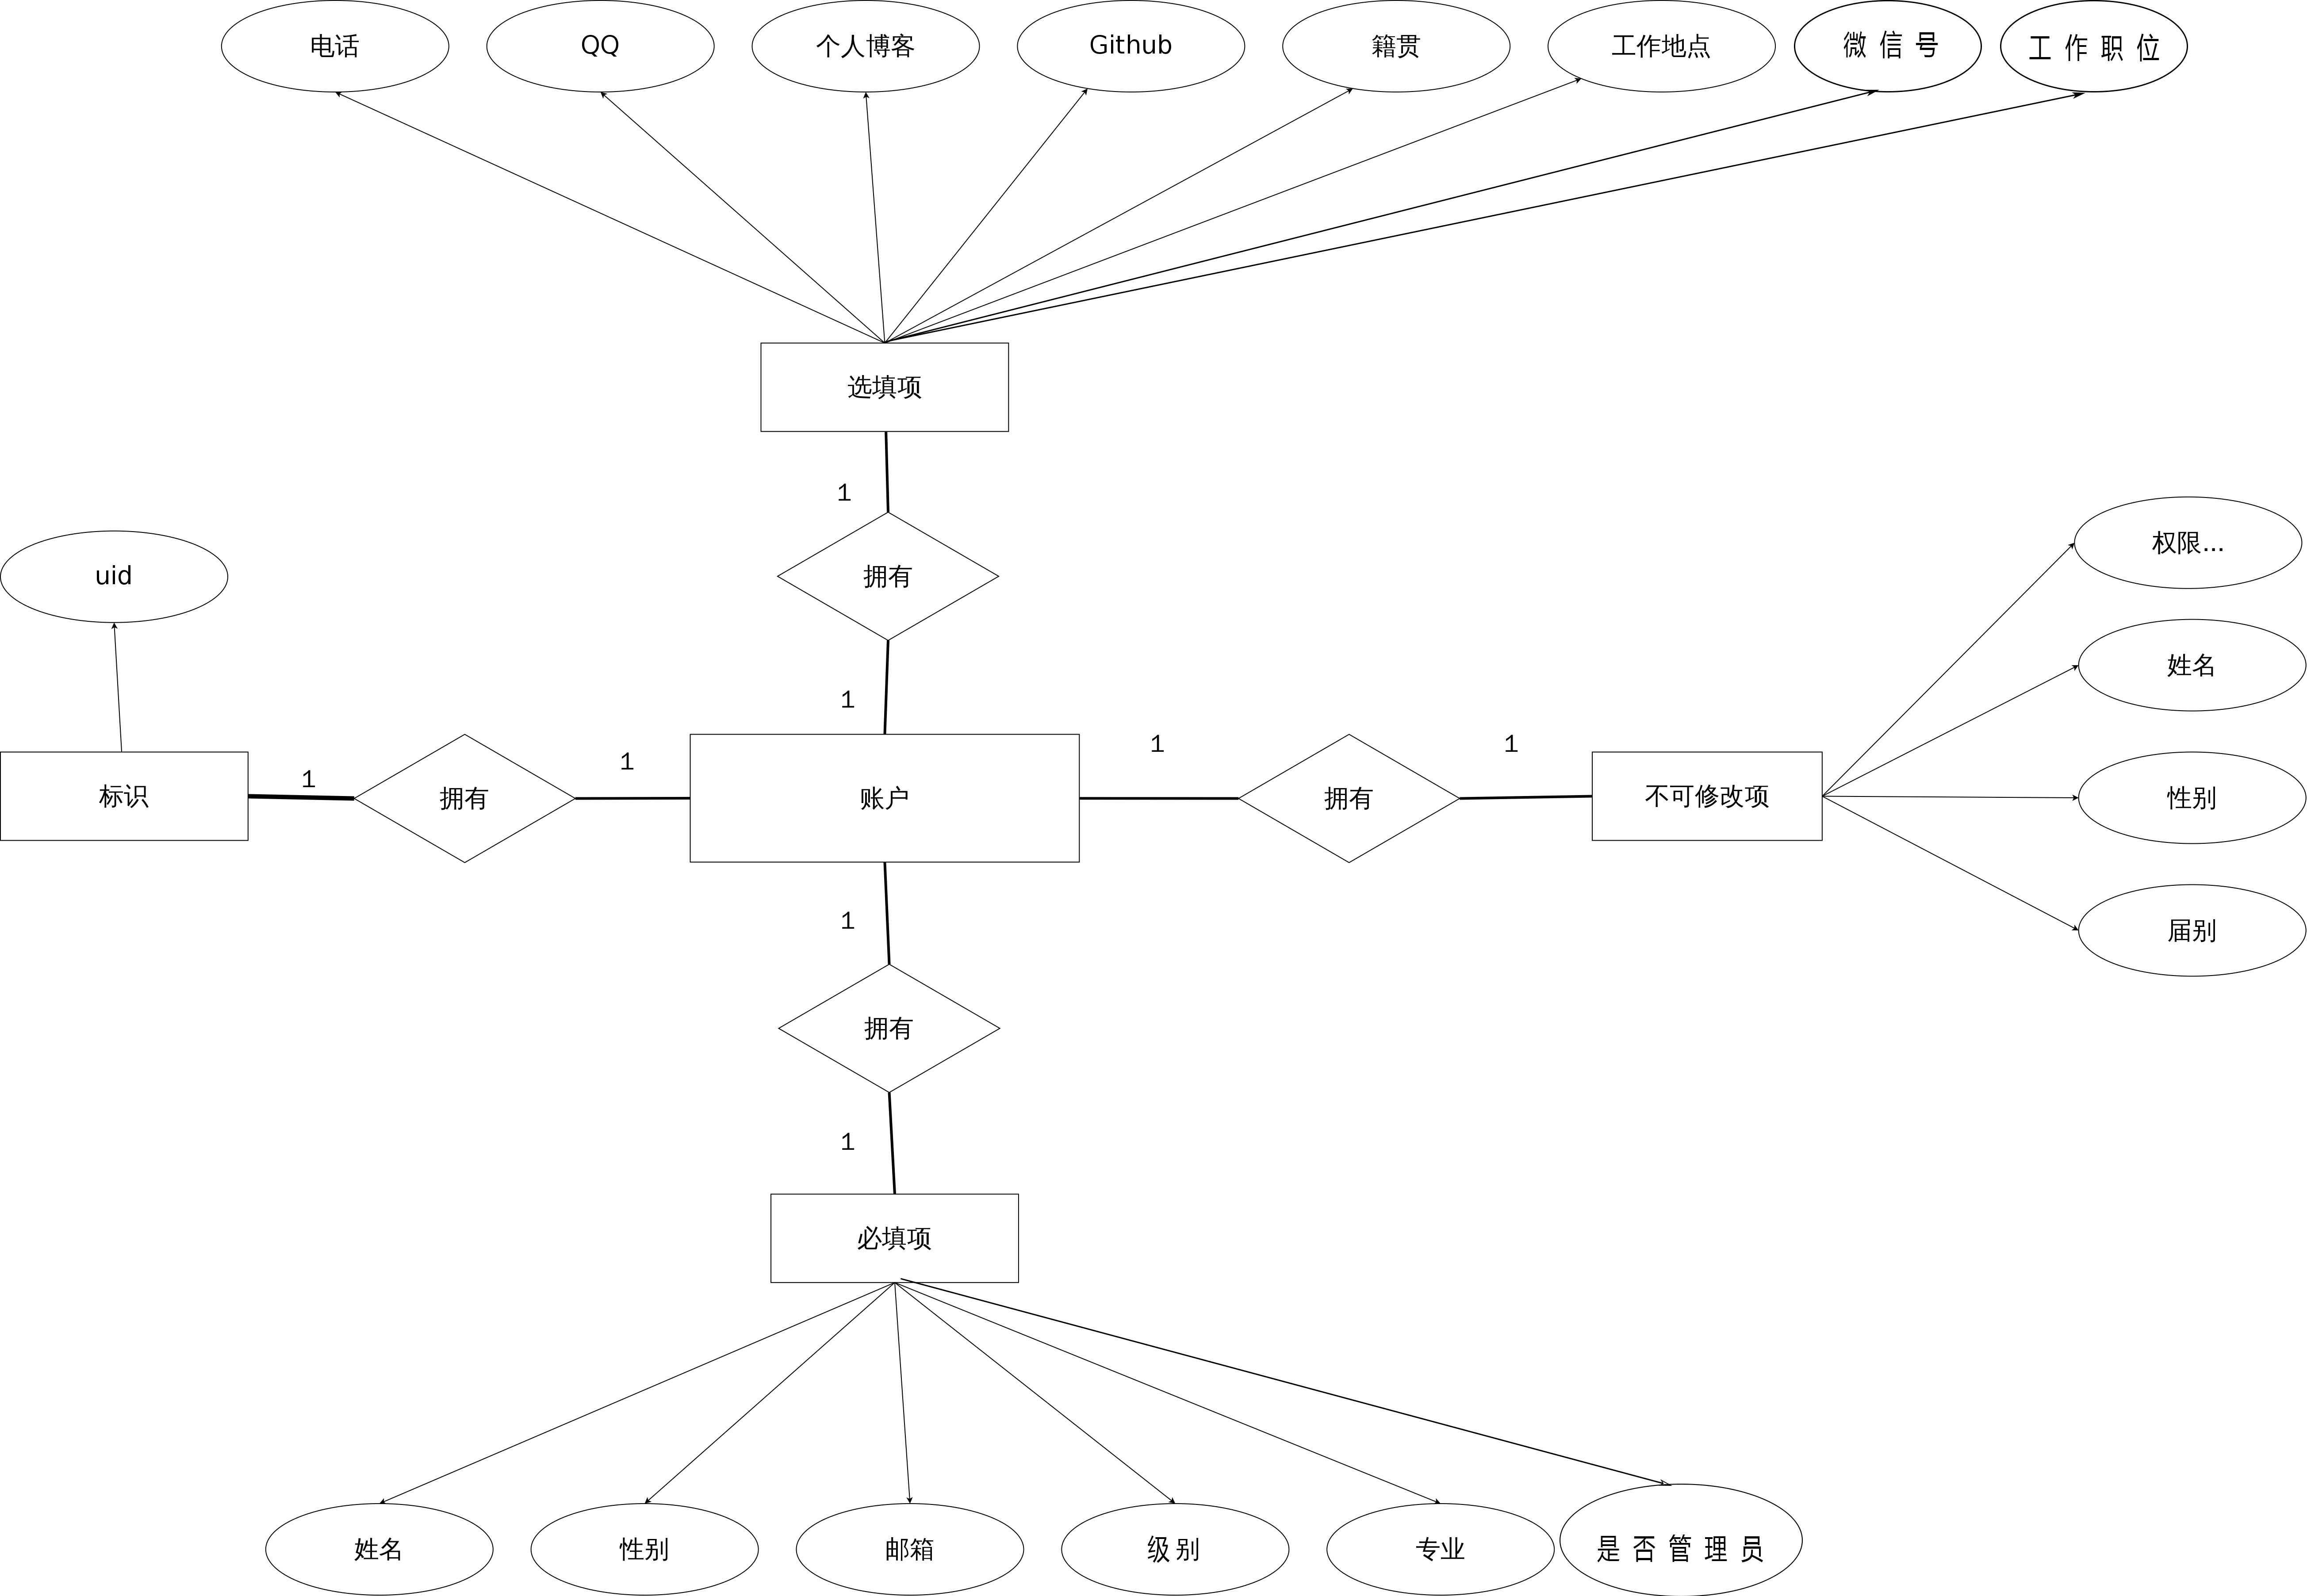 电话
QQ
个人博客
Github
籍贯
工作地点
微信号
工作职位
选填项
1
拥有
权限...
uid
姓名
1
1
1
1
1
标识
拥有
账户
拥有
不可修改项
性别
1
届别
拥有
1
必填项
姓名
性别
邮箱
级别
专业
是否管理员